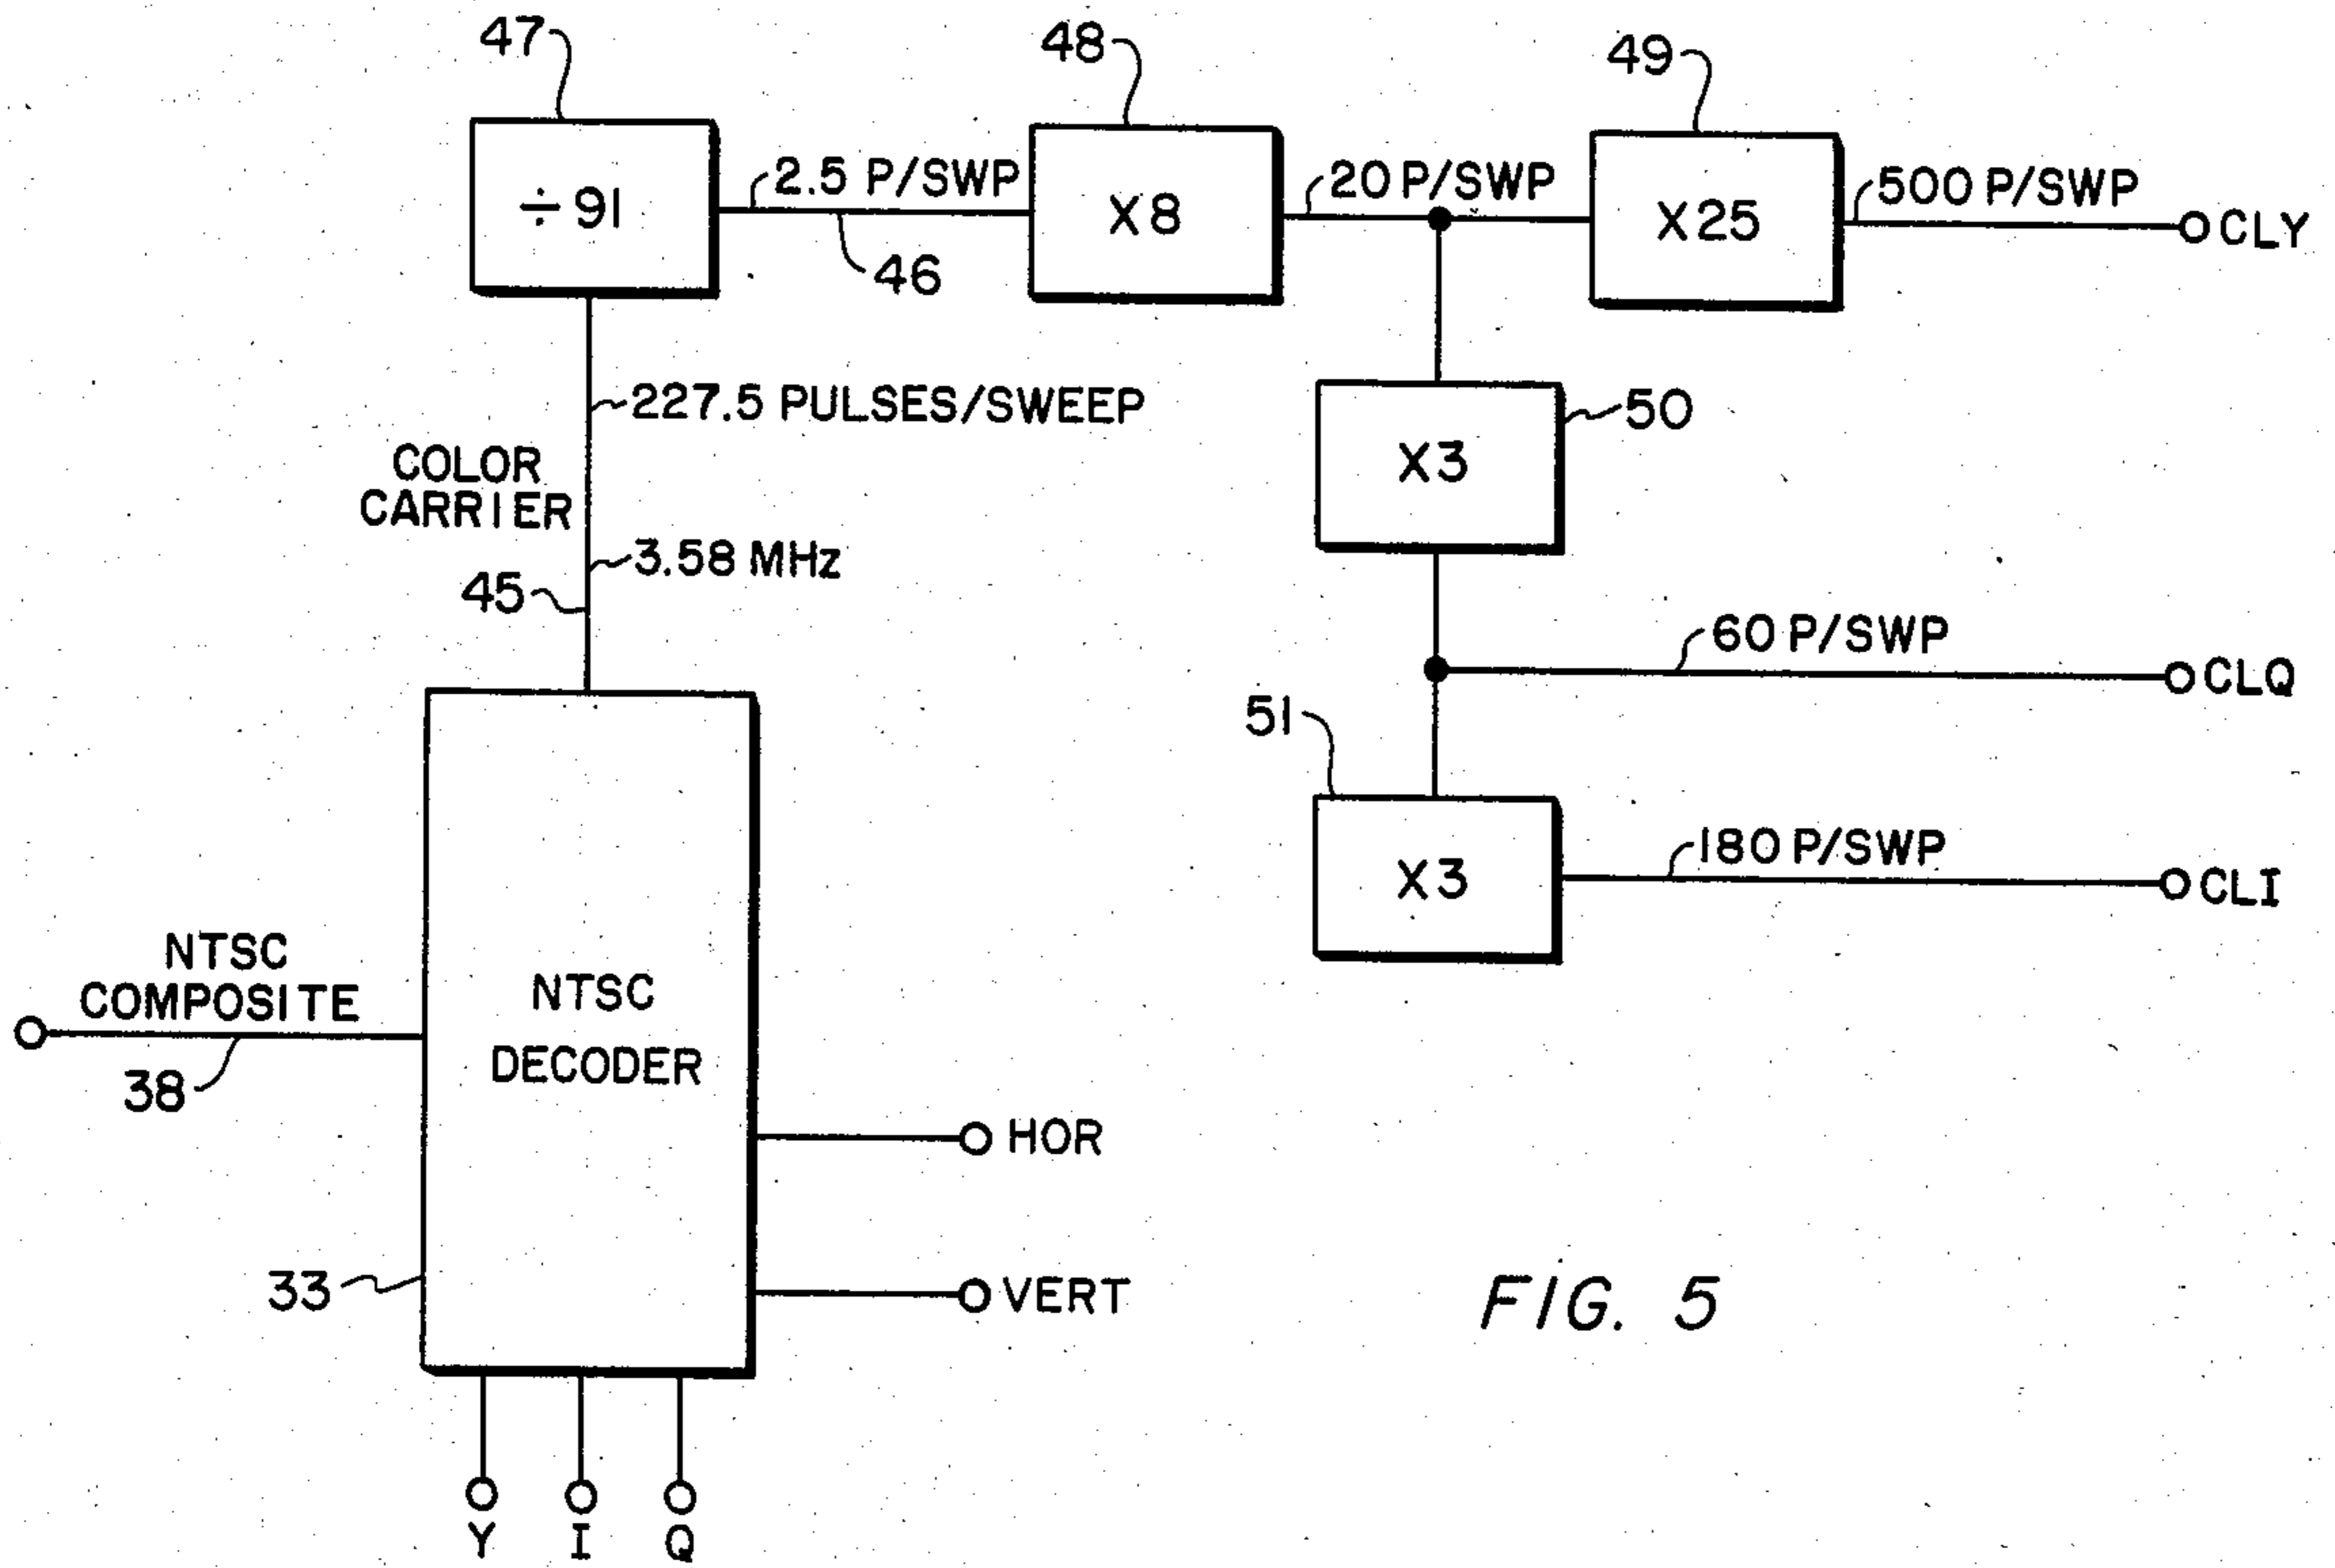 47
48
49
÷91
2.5 P/SWP
46
X8
20 P/SWP
X25
500 P/SWP
CLY
227.5 PULSES/SWEEP
COLOR
CARRIER
3.58 MHz
45
X3
50
60 P/SWP
CLQ
51
X3
180 P/SWP
CLI
NTSC
COMPOSITE
38
NTSC
DECODER
33
HOR
VERT
Y
I
Q
FIG. 5